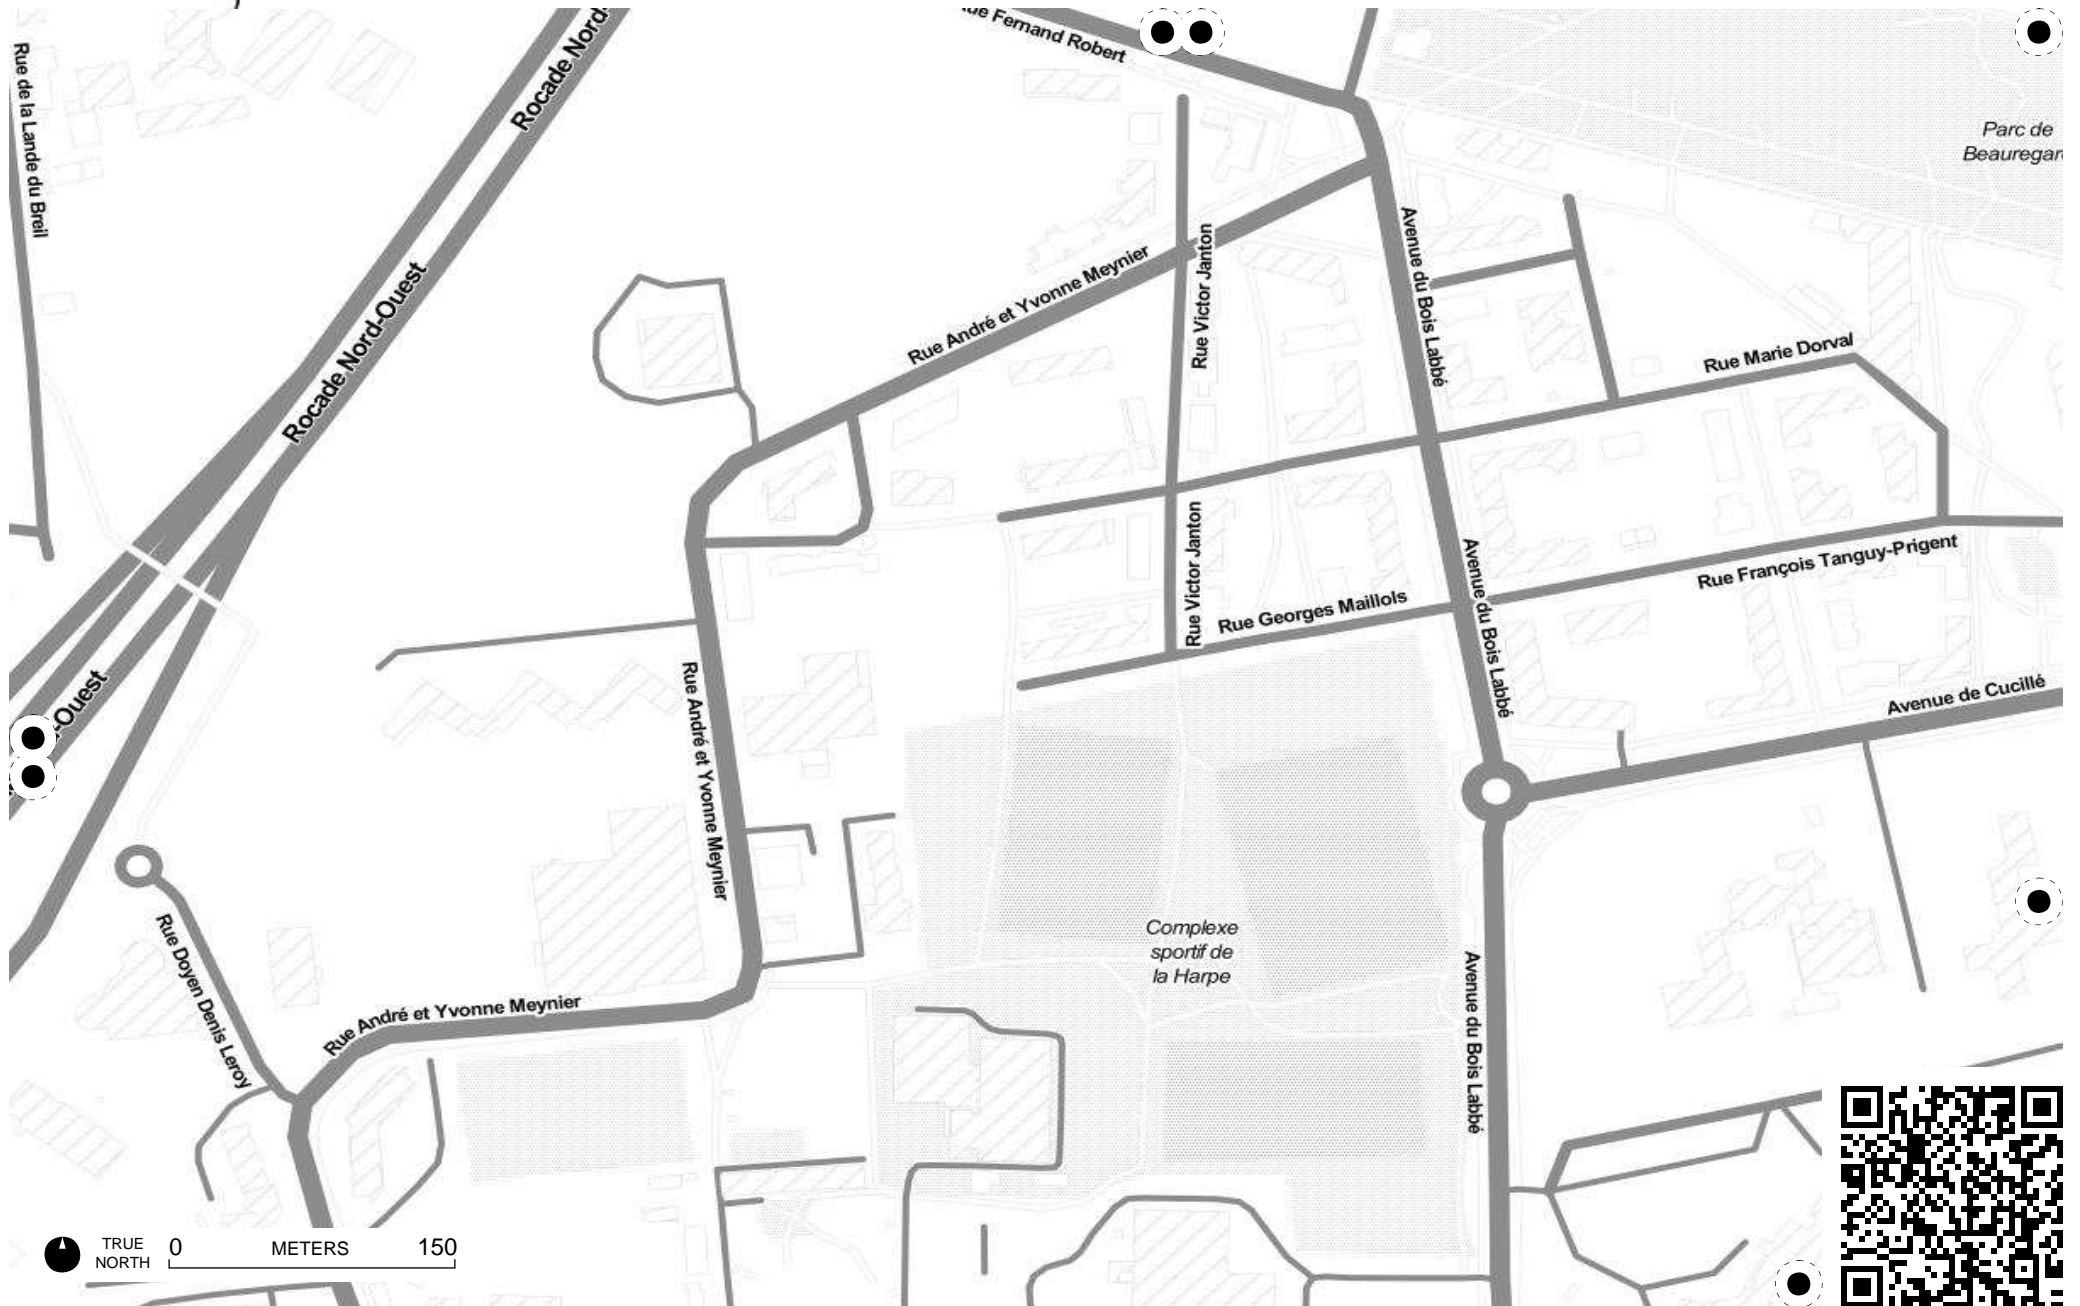 Rue Fernand Robert
Rocade Nord-
Rue de la Lande du Breil
Parc de
Beauregar
Avenue du Bois Labbé
Rue Victor Janton
Rue André et Yvonne Meynier
Rocade Nord-Ouest
Rue Marie Dorval
Rue Victor Janton
Avenue du Bois Labbé
Rue François Tanguy-Prigent
Rue Georges Maillols
-Ouest
Rue André et Yvonne Meynier
Avenue de Cucillé
Complexe
sportif de
la Harpe
Rue Doyen Denis Leroy
Rue André et Yvonne Meynier
Avenue du Bois Labbé
TRUE
NORTH
0 METERS 150